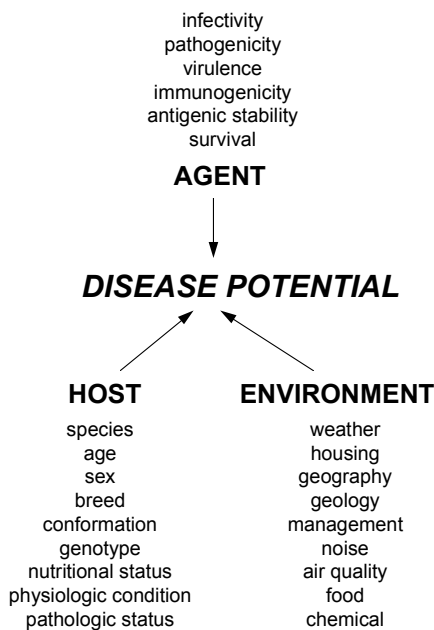 infectivity
pathogenicity
virulence
immunogenicity
antigenic stability
survival
AGENT
DISEASE POTENTIAL
HOST
species
age
sex
breed
conformation
genotype
nutritional status
physiologic condition
pathologic status
ENVIRONMENT
weather
housing
geography
geology
management
noise
air quality
food
chemical